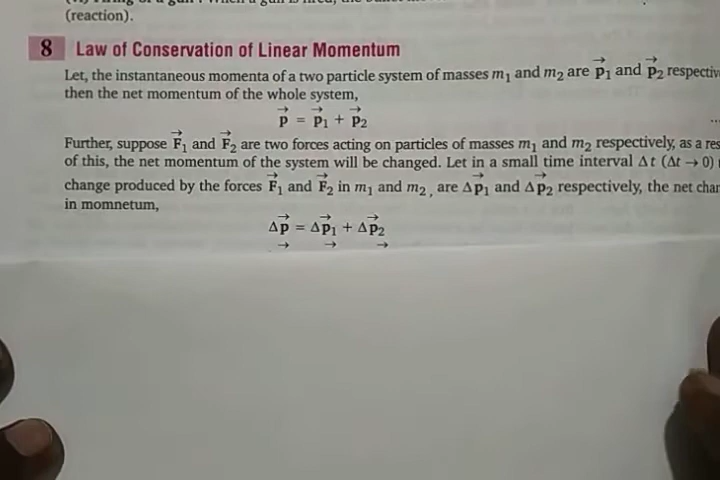 (reaction).
8 Law of Conservation of Linear Momentum
Let, the instantaneous momenta of a two particle system of masses m₁ and m₂ are p⃗₁ and p⃗₂
then the net momentum of the whole system,
p⃗ = p⃗₁ + p⃗₂
Further, suppose F⃗₁ and F⃗₂ are two forces acting on particles of masses m₁ and m₂ respectively, as a
of this, the net momentum of the system will be changed. Let in a small time interval Δt (Δt → 0)
change produced by the forces F⃗₁ and F⃗₂ in m₁ and m₂ , are Δp⃗₁ and Δp⃗₂ respectively, the net
in momnetum,
Δp⃗ = Δp⃗₁ + Δp⃗₂